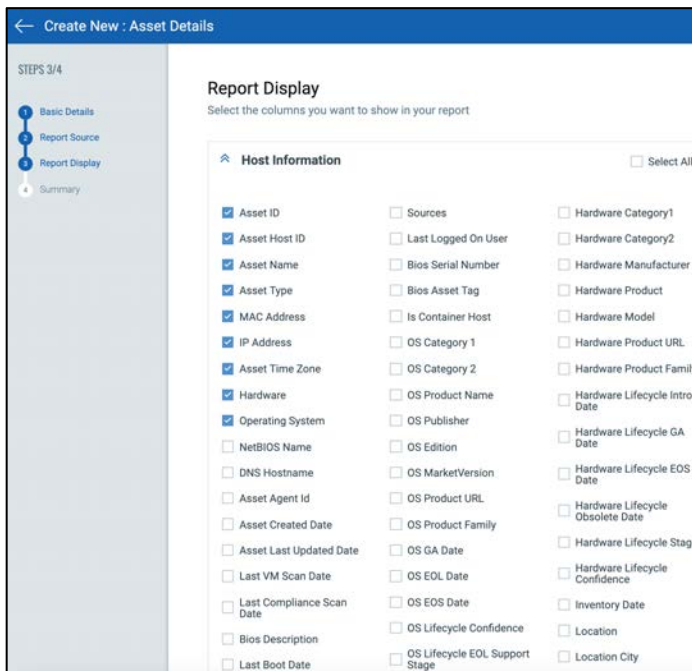 Create New : Asset Details
STEPS 3/4
1 Basic Details
2 Report Source
3 Report Display
4 Summary
Report Display
Select the columns you want to show in your report
Host Information
Select All
Asset ID
Asset Host ID
Asset Name
Asset Type
MAC Address
IP Address
Asset Time Zone
Hardware
Operating System
NetBIOS Name
DNS Hostname
Asset Agent Id
Asset Created Date
Asset Last Updated Date
Last VM Scan Date
Last Compliance Scan
Date
Bios Description
Last Boot Date
Sources
Last Logged On User
Bios Serial Number
Bios Asset Tag
Is Container Host
OS Category 1
OS Category 2
OS Product Name
OS Publisher
OS Edition
OS MarketVersion
OS Product URL
OS Product Family
OS GA Date
OS EOL Date
OS EOS Date
OS Lifecycle Confidence
OS Lifecycle EOL Support
Stage
Hardware Category1
Hardware Category2
Hardware Manufacturer
Hardware Product
Hardware Model
Hardware Product URL
Hardware Product Famil
Hardware Lifecycle Intro
Date
Hardware Lifecycle GA
Date
Hardware Lifecycle EOS
Date
Hardware Lifecycle
Obsolete Date
Hardware Lifecycle Stag
Hardware Lifecycle
Confidence
Inventory Date
Location
Location City